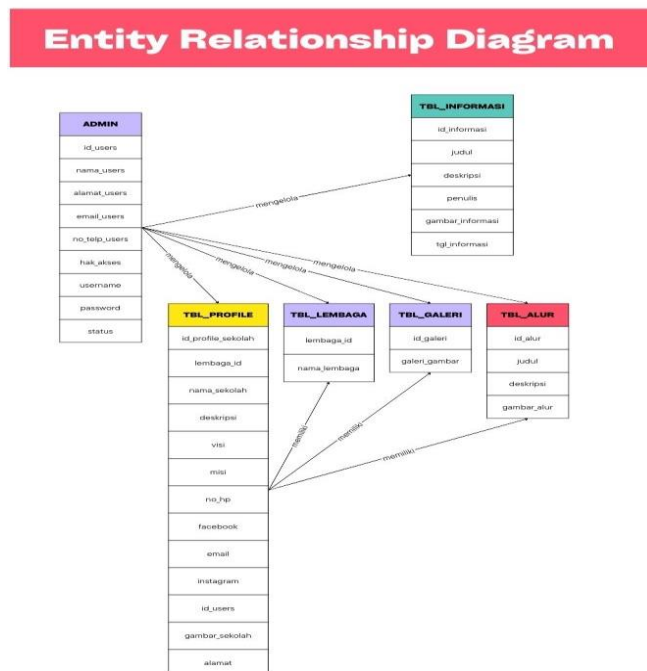 Entity Relationship Diagram
ADMIN
id_users
nama_users
alamat_users
email_users
no_telp_users
hak_akses
username
password
status
TBL_INFORMASI
id_informasi
judul
deskripsi
penulis
gambar_informasi
tgl_informasi
mengelola
mengelola
mengelola
mengelola
mengelola
TBL_PROFILE
id_profile_sekolah
lembaga_id
nama_sekolah
deskripsi
visi
misi
no_hp
facebook
email
instagram
id_users
gambar_sekolah
alamat
TBL_LEMBAGA
lembaga_id
nama_lembaga
TBL_GALERI
id_galeri
galeri_gambar
TBL_ALUR
id_alur
judul
deskripsi
gambar_alur
memiliki
memiliki
memiliki